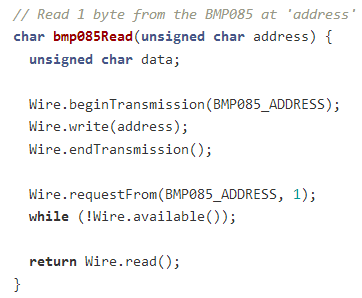 // Read 1 byte from the BMP085 at 'address'
char bmp085Read(unsigned char address) {
  unsigned char data;

  Wire.beginTransmission(BMP085_ADDRESS);
  Wire.write(address);
  Wire.endTransmission();

  Wire.requestFrom(BMP085_ADDRESS, 1);
  while (!Wire.available());

  return Wire.read();
}